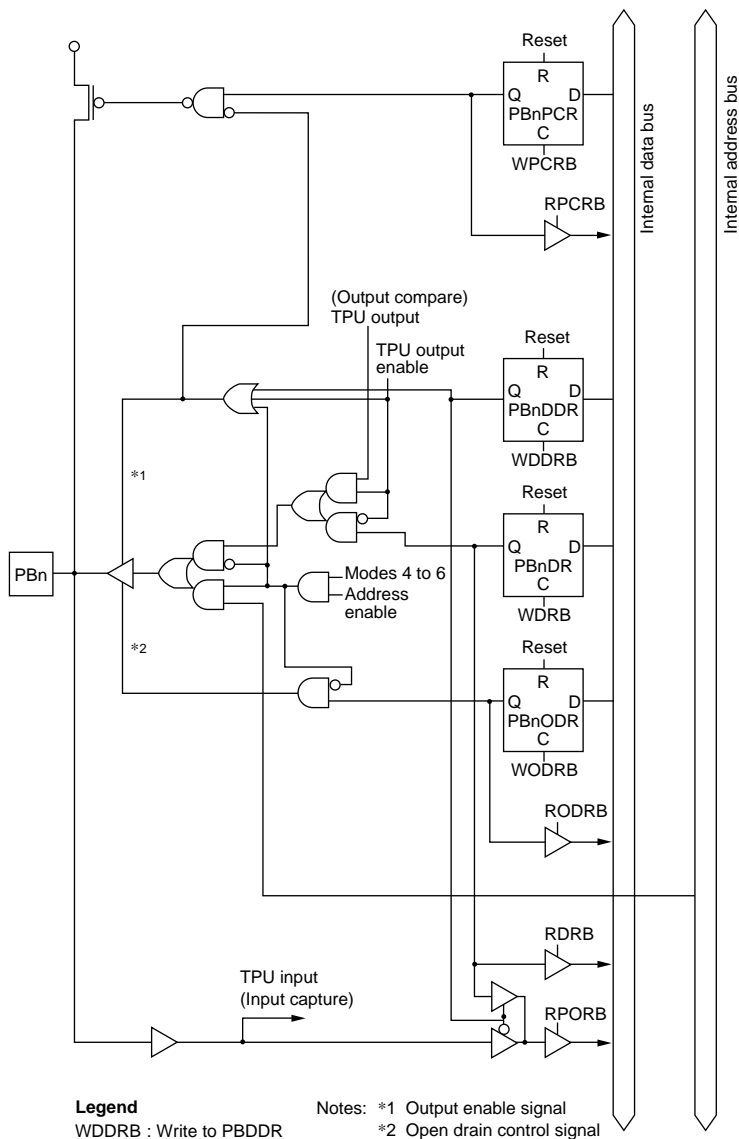 Reset
R
Q D
PBnPCR
C
WPCRB
RPCRB
Internal data bus
Internal address bus
(Output compare)
TPU output
TPU output
enable
Reset
R
Q D
PBnDDR
C
WDDRB
*1
Reset
R
Q D
PBnDR
C
WDRB
PBn
Modes 4 to 6
Address
enable
*2
Reset
R
Q D
PBnODR
C
WODRB
RODRB
RDRB
TPU input
(Input capture)
RPORB
Legend
WDDRB : Write to PBDDR
Notes: *1 Output enable signal
*2 Open drain control signal